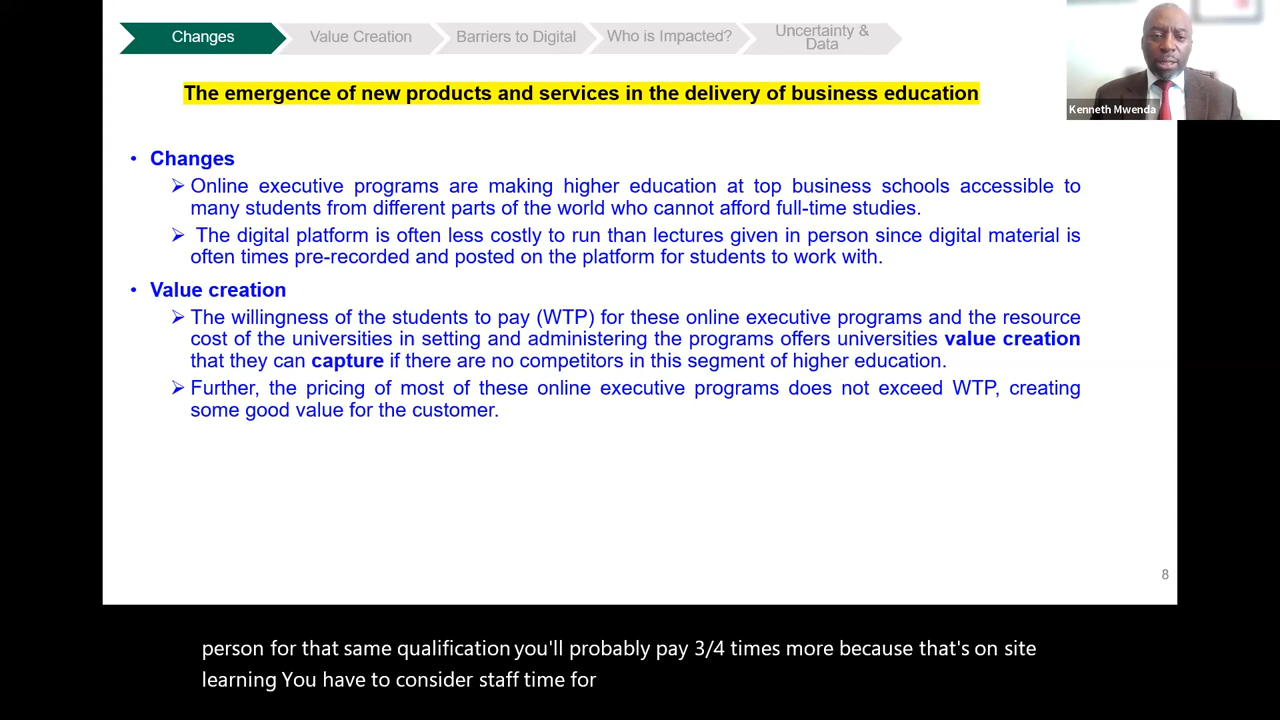 Changes
Value Creation
Barriers to Digital
Who is Impacted?
Uncertainty &
Data
Kenneth Mwenda
The emergence of new products and services in the delivery of business education
• Changes
➢ Online executive programs are making higher education at top business schools accessible to
many students from different parts of the world who cannot afford full-time studies.
➢ The digital platform is often less costly to run than lectures given in person since digital material is
often times pre-recorded and posted on the platform for students to work with.
• Value creation
➢ The willingness of the students to pay (WTP) for these online executive programs and the resource
cost of the universities in setting and administering the programs offers universities value creation
that they can capture if there are no competitors in this segment of higher education.
➢ Further, the pricing of most of these online executive programs does not exceed WTP, creating
some good value for the customer.
8
person for that same qualification you'll probably pay 3/4 times more because that's on site
learning You have to consider staff time for